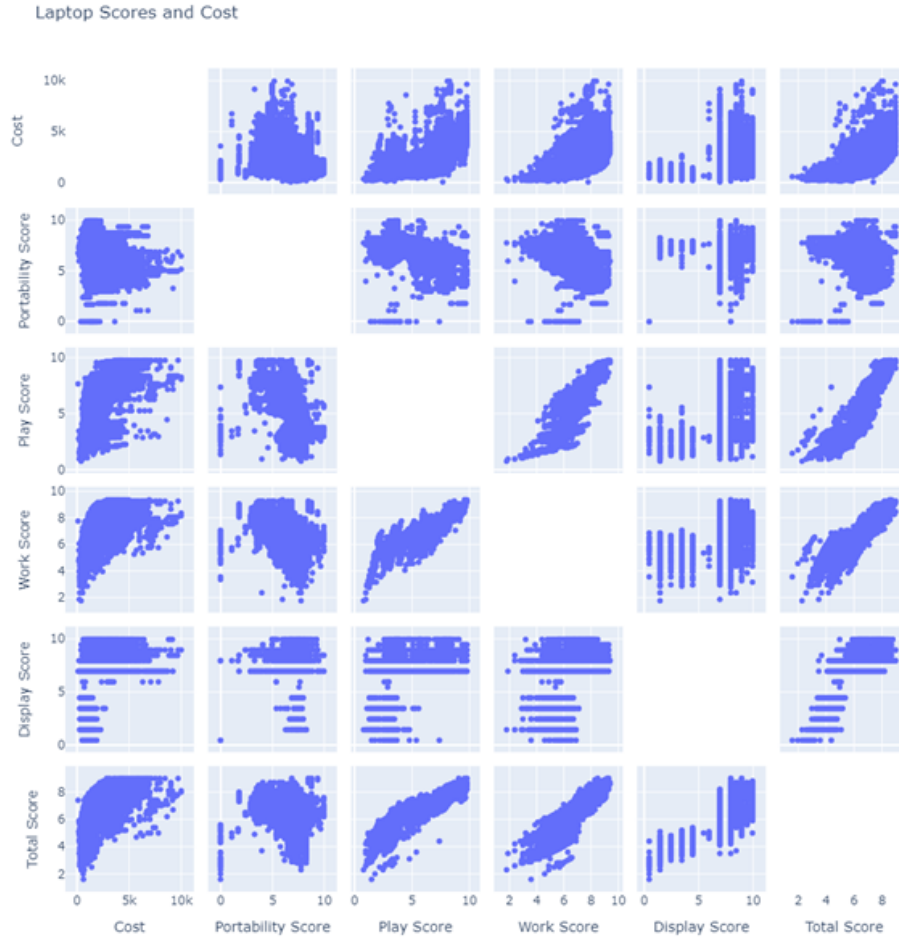 Laptop Scores and Cost
10k
5k
0
Cost
10
5
0
Portability Score
10
5
0
Play Score
8
6
4
2
10
Work Score
10
5
0
Display Score
8
6
4
2
Total Score
0 5k 10k 0 5 10 0 5 10 2 4 6 8 10 0 5 10 2 4 6 8
Cost Portability Score Play Score Work Score Display Score Total Score